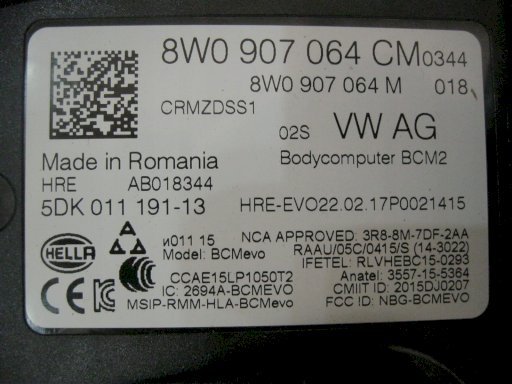 8W0 907 064 CM 0344
8W0 907 064 M 018
CRMZDSS1
02S VW AG
Made in Romania Bodycomputer BCM2
HRE AB018344
5DK 011 191-13 HRE-EVO22.02.17P0021415
HELLA
и011 15 NCA APPROVED: 3R8-8M-7DF-2AA
Model: BCMevo RAAU/05C/0415/S (14-3022)
IFETEL: RLVHEBC15-0293
CCAE15LP1050T2 Anatel: 3557-15-5364
IC: 2694A-BCMEVO CMIIT ID: 2015DJ0207
MSIP-RMM-HLA-BCMevo FCC ID: NBG-BCMEVO
CE